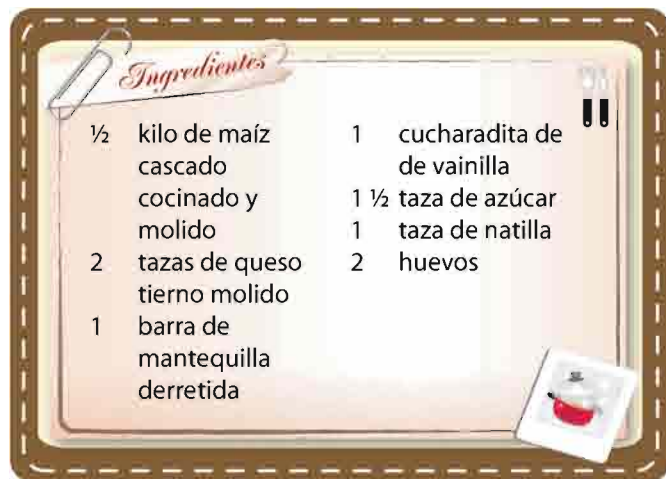 Ingredientes
½ kilo de maíz
cascado
cocinado y
molido
2 tazas de queso
tierno molido
1 barra de
mantequilla
derretida
1 cucharadita de
de vainilla
1 ½ taza de azúcar
1 taza de natilla
2 huevos